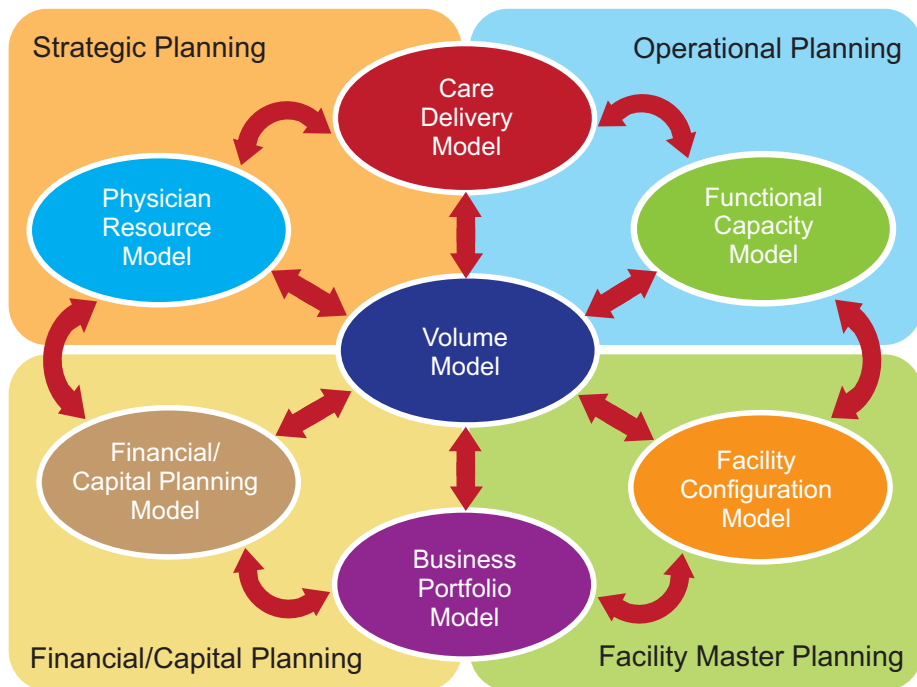 Strategic Planning
Operational Planning
Care
Delivery
Model
Physician
Resource
Model
Functional
Capacity
Model
Volume
Model
Financial/
Capital Planning
Model
Facility
Configuration
Model
Business
Portfolio
Model
Financial/Capital Planning
Facility Master Planning